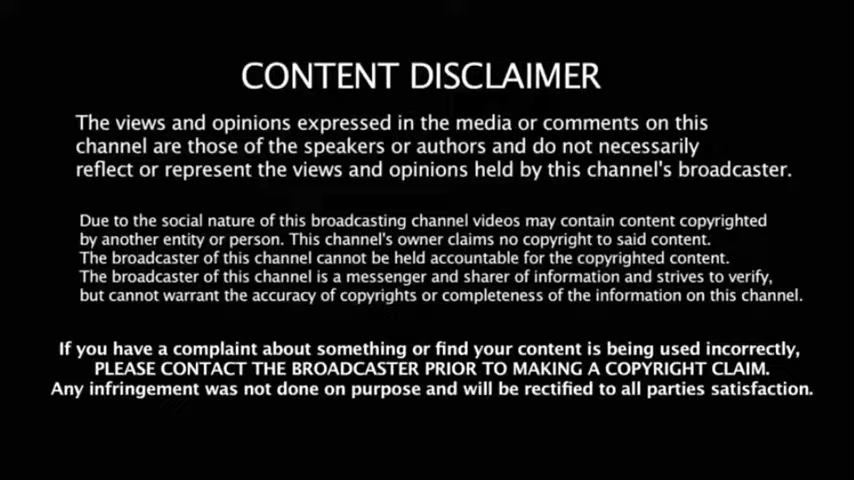 CONTENT DISCLAIMER
The views and opinions expressed in the media or comments on this
channel are those of the speakers or authors and do not necessarily
reflect or represent the views and opinions held by this channel's broadcaster.
Due to the social nature of this broadcasting channel videos may contain content copyrighted
by another entity or person. This channel's owner claims no copyright to said content.
The broadcaster of this channel cannot be held accountable for the copyrighted content.
The broadcaster of this channel is a messenger and sharer of information and strives to verify,
but cannot warrant the accuracy of copyrights or completeness of the information on this channel.
If you have a complaint about something or find your content is being used incorrectly,
PLEASE CONTACT THE BROADCASTER PRIOR TO MAKING A COPYRIGHT CLAIM.
Any infringement was not done on purpose and will be rectified to all parties satisfaction.